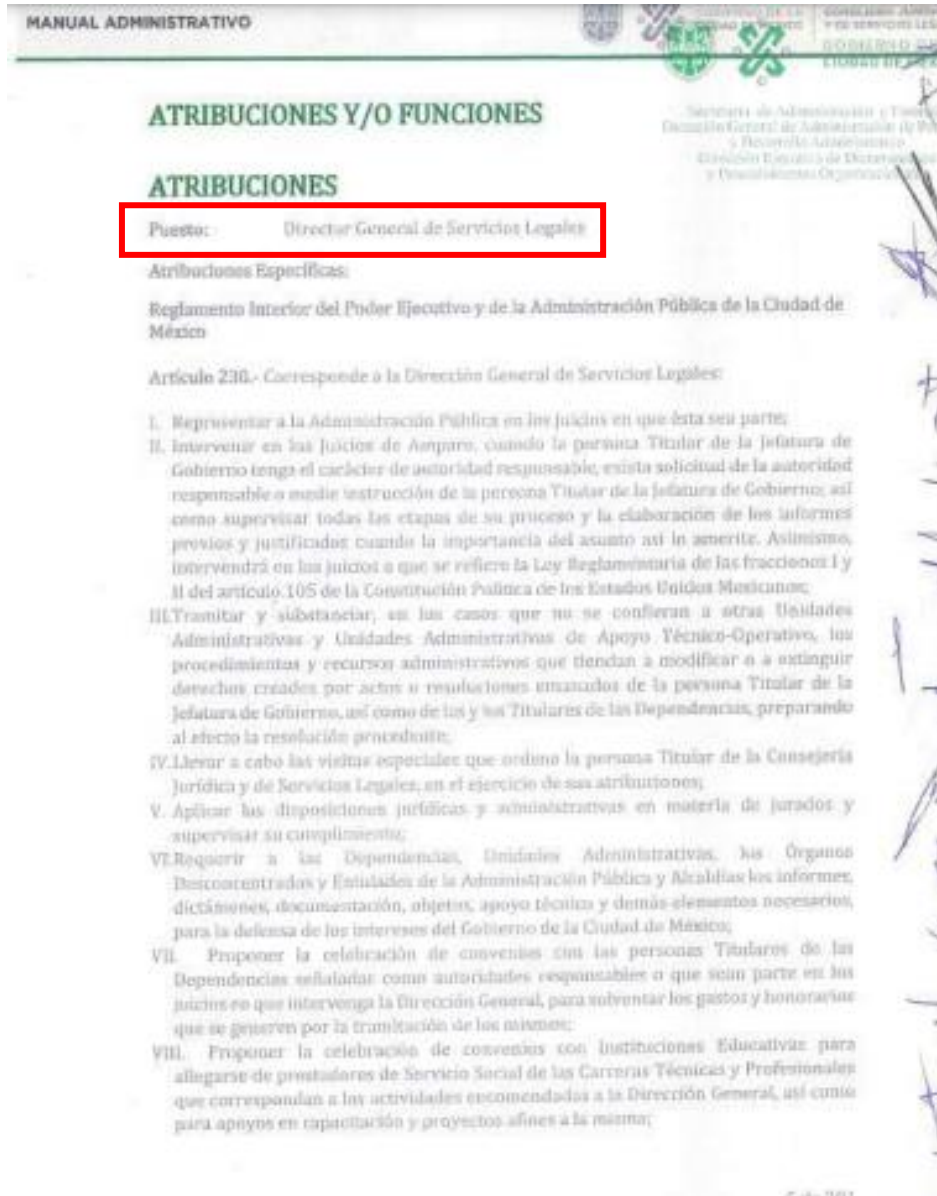 MANUAL ADMINISTRATIVO
ATRIBUCIONES Y/O FUNCIONES
ATRIBUCIONES
Puesto: Director General de Servicios Legales
Atribuciones Específicas:
Reglamento Interior del Poder Ejecutivo y de la Administración Pública de la Ciudad de
México
Artículo 230.- Corresponde a la Dirección General de Servicios Legales:
I. Representar a la Administración Pública en los juicios en que ésta sea parte;
II. Intervenir en los Juicios de Amparo, cuando la persona Titular de la Jefatura de
Gobierno tenga el carácter de autoridad responsable, exista solicitud de la autoridad
responsable o medie instrucción de la persona Titular de la Jefatura de Gobierno; así
como supervisar todas las etapas de su proceso y la elaboración de los informes
previos y justificados cuando la importancia del asunto así lo amerite. Asimismo,
intervendrá en los juicios a que se refiere la Ley Reglamentaria de las fracciones I y
II del artículo 105 de la Constitución Política de los Estados Unidos Mexicanos;
III.Tramitar y substanciar, en los casos que no se confieran a otras Unidades
Administrativas y Unidades Administrativas de Apoyo Técnico-Operativo, los
procedimientos y recursos administrativos que tiendan a modificar o a extinguir
derechos creados por actos o resoluciones emanados de la persona Titular de la
Jefatura de Gobierno, así como de las y los Titulares de las Dependencias, preparando
al efecto la resolución procedente;
IV.Llevar a cabo las visitas especiales que ordene la persona Titular de la Consejería
Jurídica y de Servicios Legales, en el ejercicio de sus atribuciones;
V. Aplicar las disposiciones jurídicas y administrativas en materia de jurados y
supervisar su cumplimiento;
VI.Requerir a las Dependencias, Unidades Administrativas, los Órganos
Desconcentrados y Entidades de la Administración Pública y Alcaldías los informes,
dictámenes, documentación, objetos, apoyo técnico y demás elementos necesarios,
para la defensa de los intereses del Gobierno de la Ciudad de México;
VII. Proponer la celebración de convenios con las personas Titulares de las
Dependencias señaladas como autoridades responsables o que sean parte en los
juicios en que intervenga la Dirección General, para solventar los gastos y honorarios
que se generen por la tramitación de los mismos;
VIII. Proponer la celebración de convenios con Instituciones Educativas para
allegarse de prestadores de Servicio Social de las Carreras Técnicas y Profesionales
que correspondan a las actividades encomendadas a la Dirección General, así como
para apoyos en capacitación y proyectos afines a la misma;